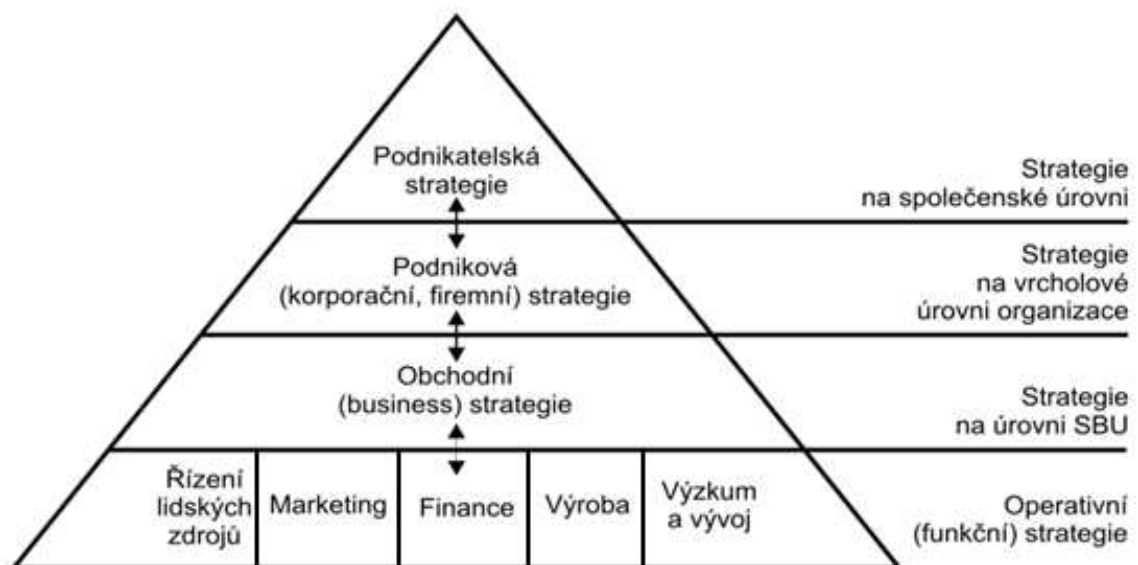 Podnikatelská
strategie
Strategie
na společenské úrovni
Podniková
(korporační, firemní) strategie
Strategie
na vrcholové
úrovni organizace
Obchodní
(business) strategie
Strategie
na úrovni SBU
Řízení
lidských
zdrojů
Marketing
Finance
Výroba
Výzkum
a vývoj
Operativní
(funkční) strategie